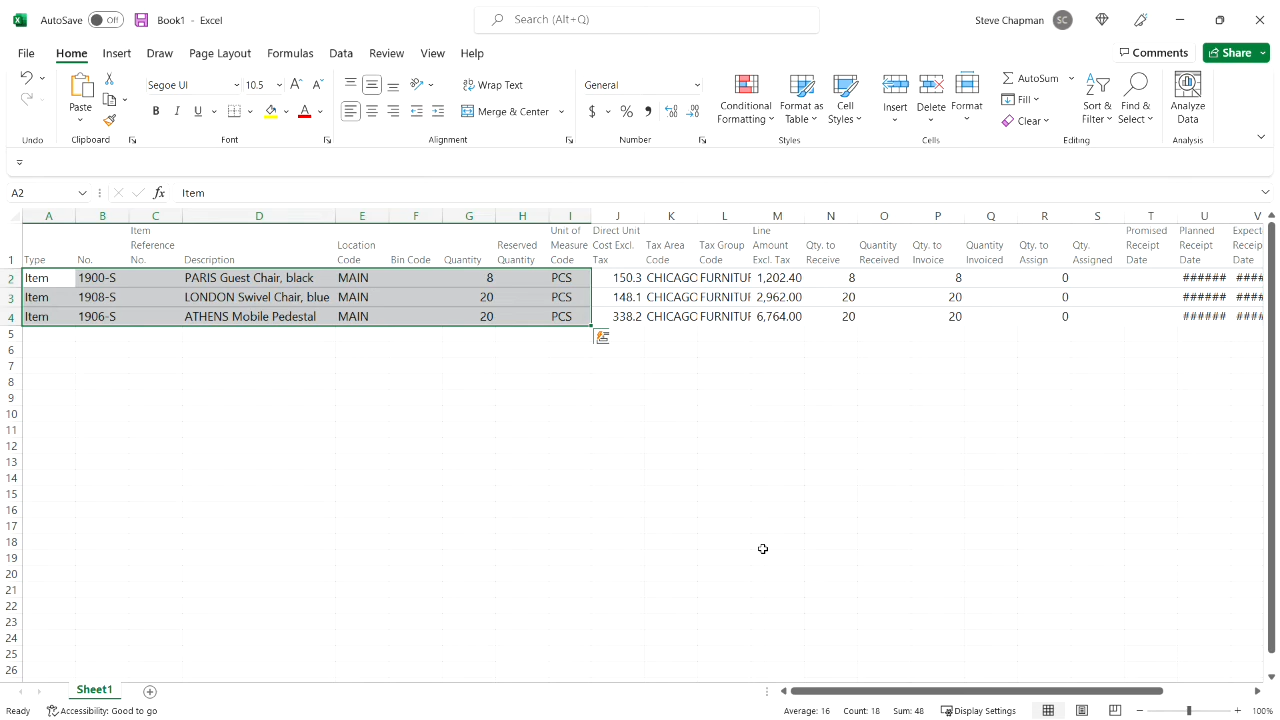 AutoSave Off Book1 - Excel Search (Alt+Q) Steve Chapman SC
File Home Insert Draw Page Layout Formulas Data Review View Help Comments Share
Paste Segoe UI 10.5 A A B I U A Wrap Text Merge & Center General $ % , Conditional Formatting Format as Table Cell Styles Insert Delete Format AutoSum Fill Clear Sort & Filter Find & Select Analyze Data
Undo Clipboard Font Alignment Number Styles Cells Editing Analysis
A2 fx Item
A B C D E F G H I J K L M N O P Q R S T U V
Item Unit of Direct Unit Line Promised Planned Expect
Reference Location Reserved Measure Cost Excl. Tax Area Tax Group Amount Qty. to Quantity Qty. to Quantity Qty. to Qty. Receipt Receipt Receip
1 Type No. No. Description Code Bin Code Quantity Quantity Code Tax Code Code Excl. Tax Receive Received Invoice Invoiced Assign Assigned Date Date Date
2 Item 1900-S PARIS Guest Chair, black MAIN 8 PCS 150.3 CHICAGO FURNITUR 1,202.40 8 8 0 ###### ####
3 Item 1908-S LONDON Swivel Chair, blue MAIN 20 PCS 148.1 CHICAGO FURNITUR 2,962.00 20 20 0 ###### ####
4 Item 1906-S ATHENS Mobile Pedestal MAIN 20 PCS 338.2 CHICAGO FURNITUR 6,764.00 20 20 0 ###### ####
5
6
7
8
9
10
11
12
13
14
15
16
17
18
19
20
21
22
23
24
25
26
Sheet1
Ready Accessibility: Good to go Average: 16 Count: 18 Sum: 48 Display Settings 100%